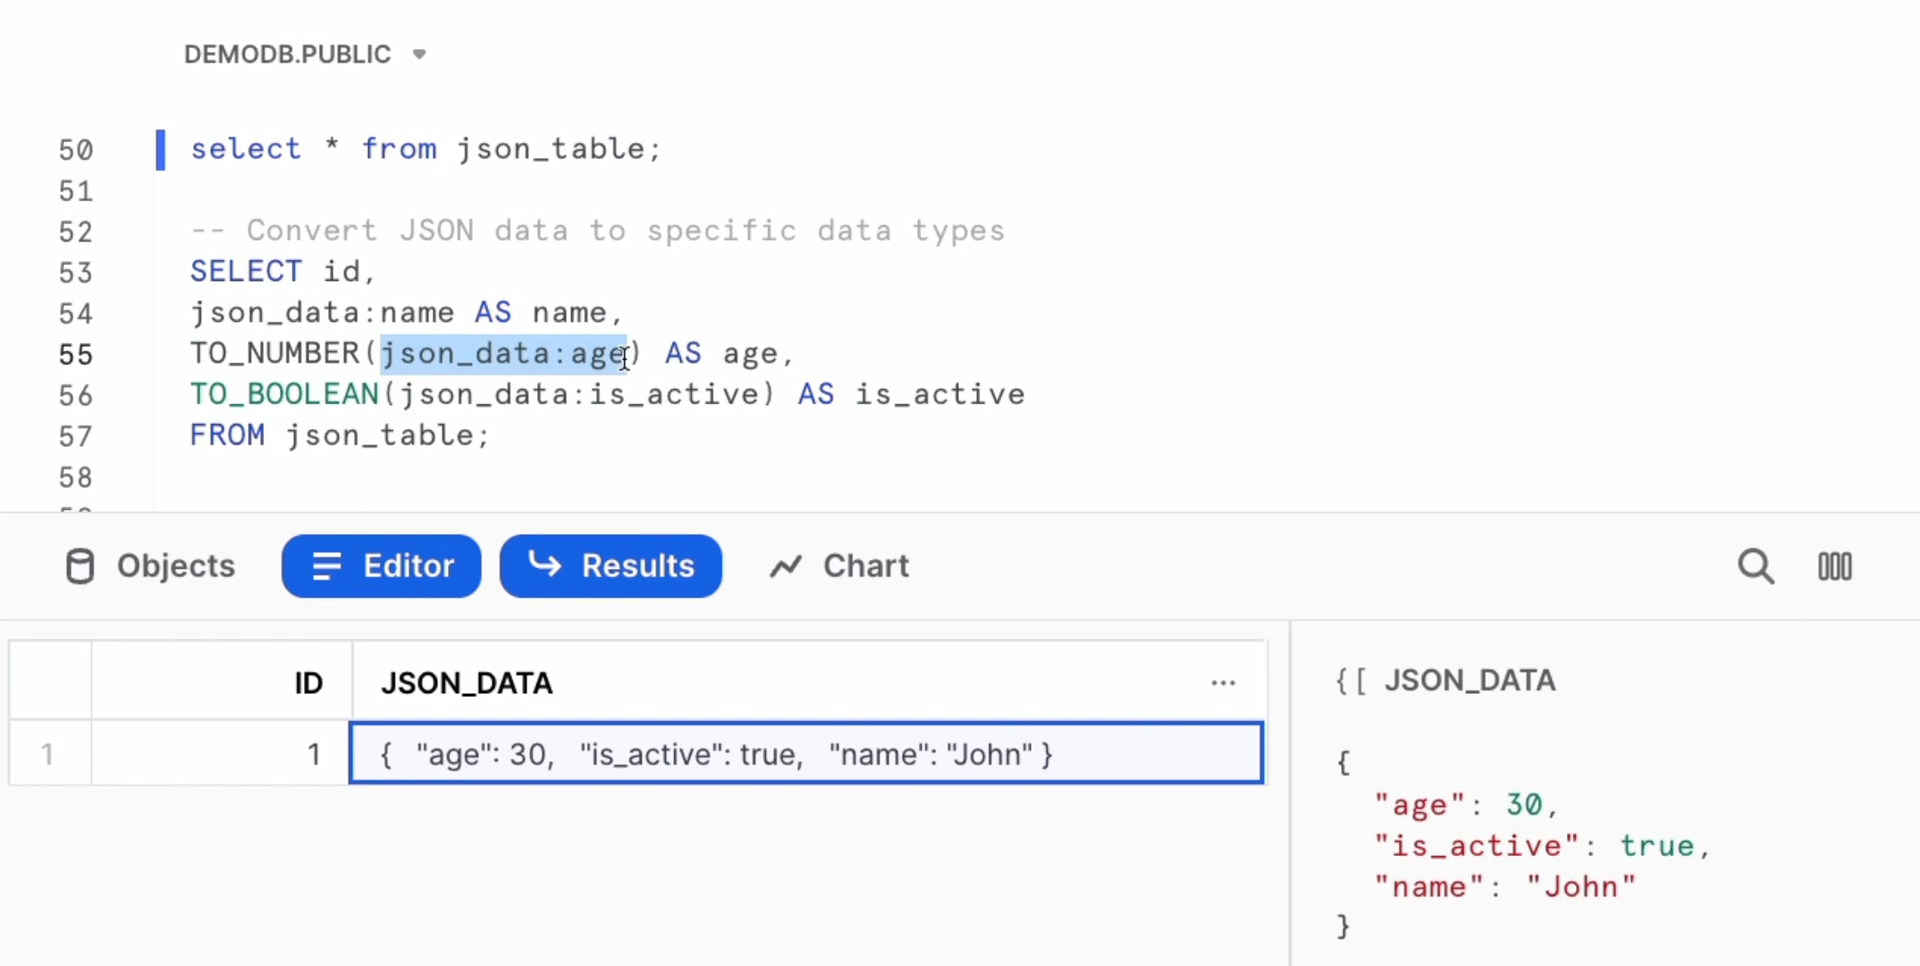 DEMODB.PUBLIC
50 select * from json_table;
51
52 -- Convert JSON data to specific data types
53 SELECT id,
54 json_data:name AS name,
55 TO_NUMBER(json_data:age) AS age,
56 TO_BOOLEAN(json_data:is_active) AS is_active
57 FROM json_table;
58
Objects Editor Results Chart
ID JSON_DATA ...
1 1 { "age": 30, "is_active": true, "name": "John" }
{[ JSON_DATA
{
"age": 30,
"is_active": true,
"name": "John"
}